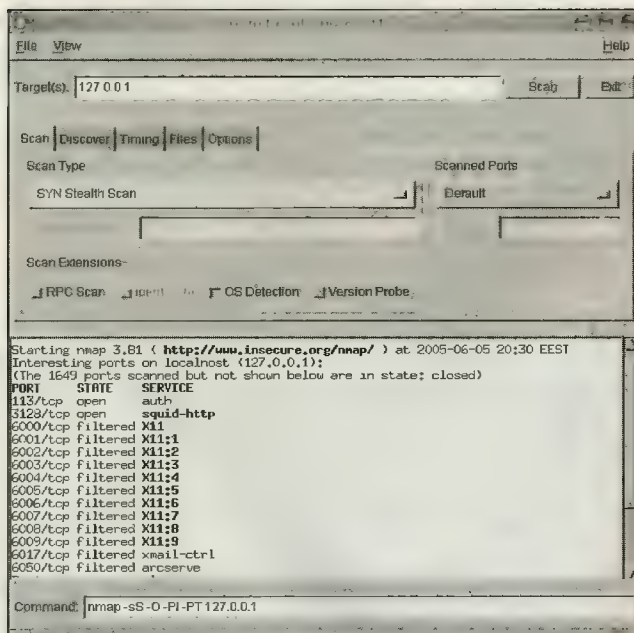 File View Help
Target(s). 127 0 0 1 Scan Exit
Scan Discover Timing Files Options
Scan Type Scanned Ports
SYN Stealth Scan Default
Scan Extensions
RPC Scan OS Detection Version Probe
Starting nmap 3.81 ( http://www.insecure.org/nmap/ ) at 2005-06-05 20:30 EEST
Interesting ports on localhost (127.0.0.1):
(The 1649 ports scanned but not shown below are in state: closed)
PORT STATE SERVICE
113/tcp open auth
3128/tcp open squid-http
6000/tcp filtered X11
6001/tcp filtered X11:1
6002/tcp filtered X11:2
6003/tcp filtered X11:3
6004/tcp filtered X11:4
6005/tcp filtered X11:5
6006/tcp filtered X11:6
6007/tcp filtered X11:7
6008/tcp filtered X11:8
6009/tcp filtered X11:9
6017/tcp filtered xmail-ctrl
6050/tcp filtered arcserve
Command: nmap -sS -O -PI -PT 127.0.0.1